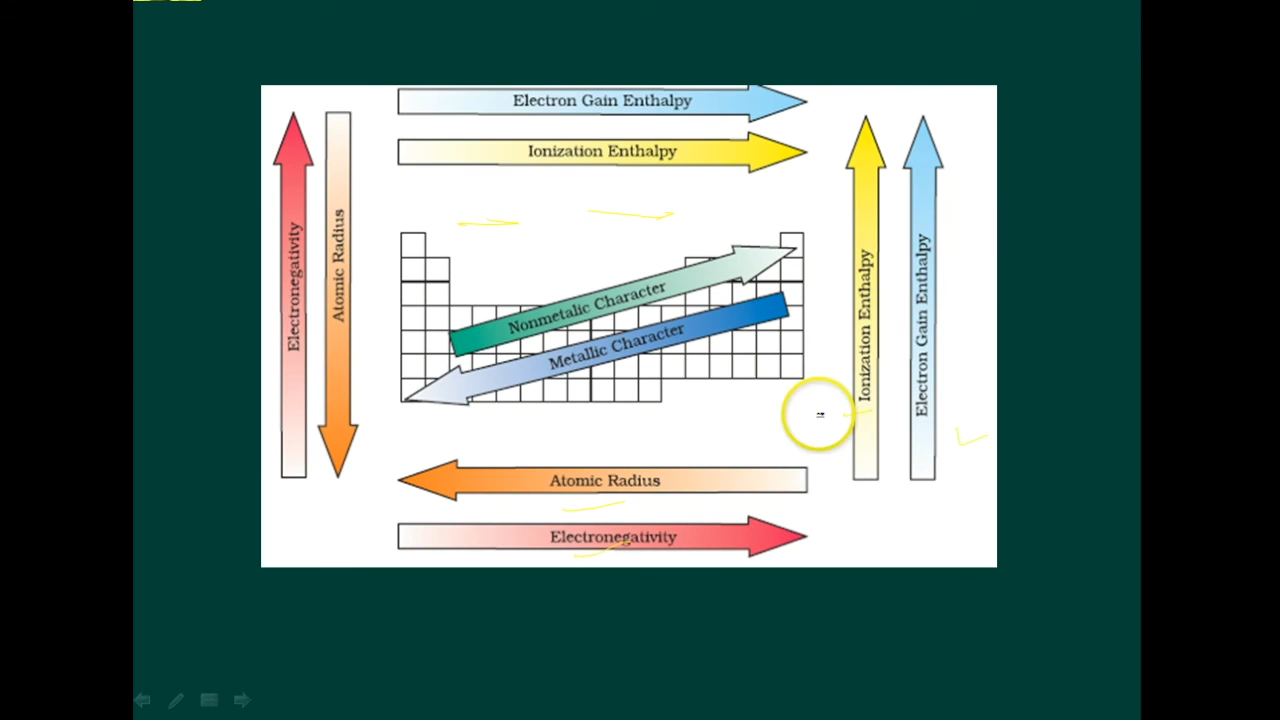 Electron Gain Enthalpy
Ionization Enthalpy
Electronegativity
Atomic Radius
Nonmetalic Character
Metallic Character
Ionization Enthalpy
Electron Gain Enthalpy
Atomic Radius
Electronegativity